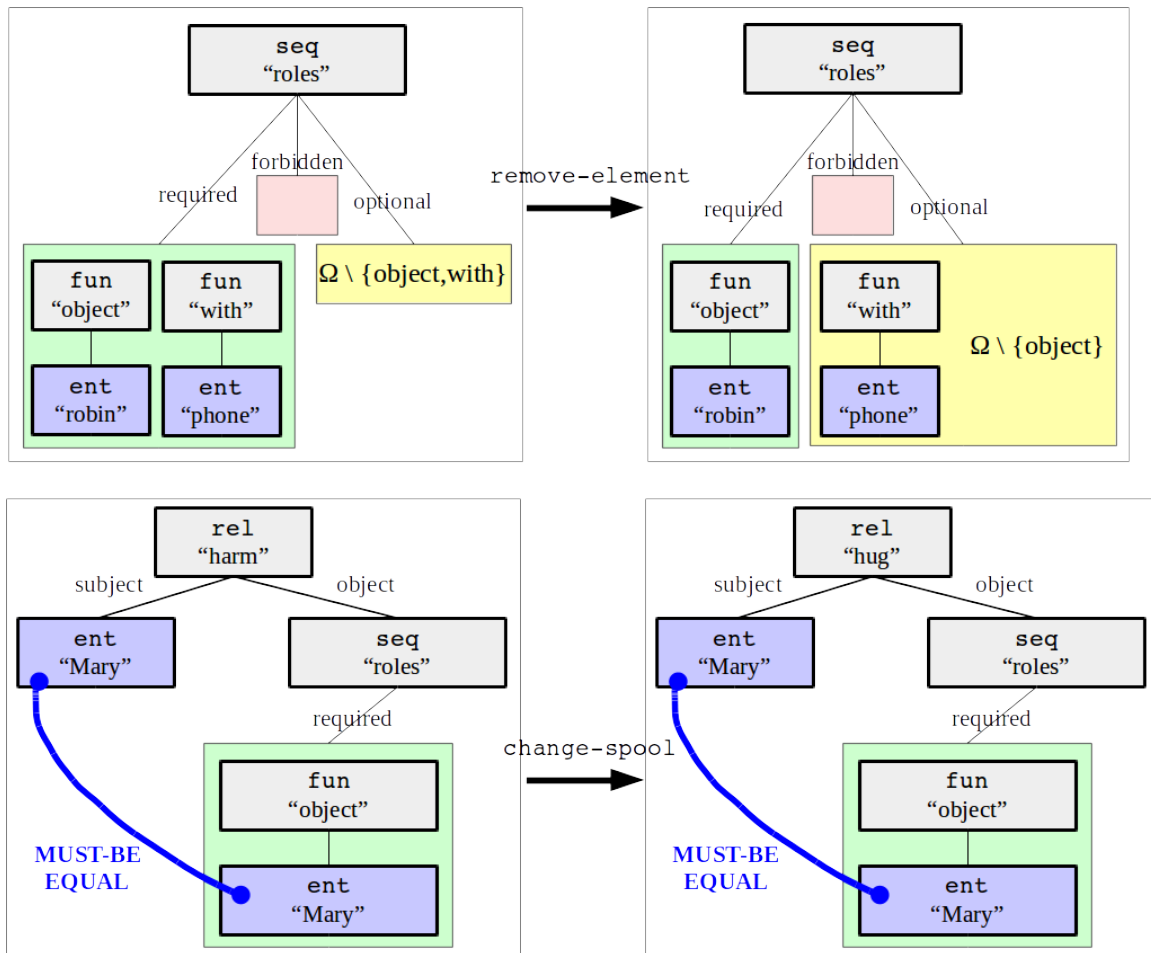 seq
“roles”
forbidden
required
optional
fun
“object”
fun
“with”
Ω \ {object,with}
ent
“robin”
ent
“phone”
remove-element
seq
“roles”
forbidden
required
optional
fun
“object”
fun
“with”
Ω \ {object}
ent
“robin”
ent
“phone”
rel
“harm”
subject
object
ent
“Mary”
seq
“roles”
required
fun
“object”
MUST-BE
EQUAL
ent
“Mary”
change-spool
rel
“hug”
subject
object
ent
“Mary”
seq
“roles”
required
fun
“object”
MUST-BE
EQUAL
ent
“Mary”